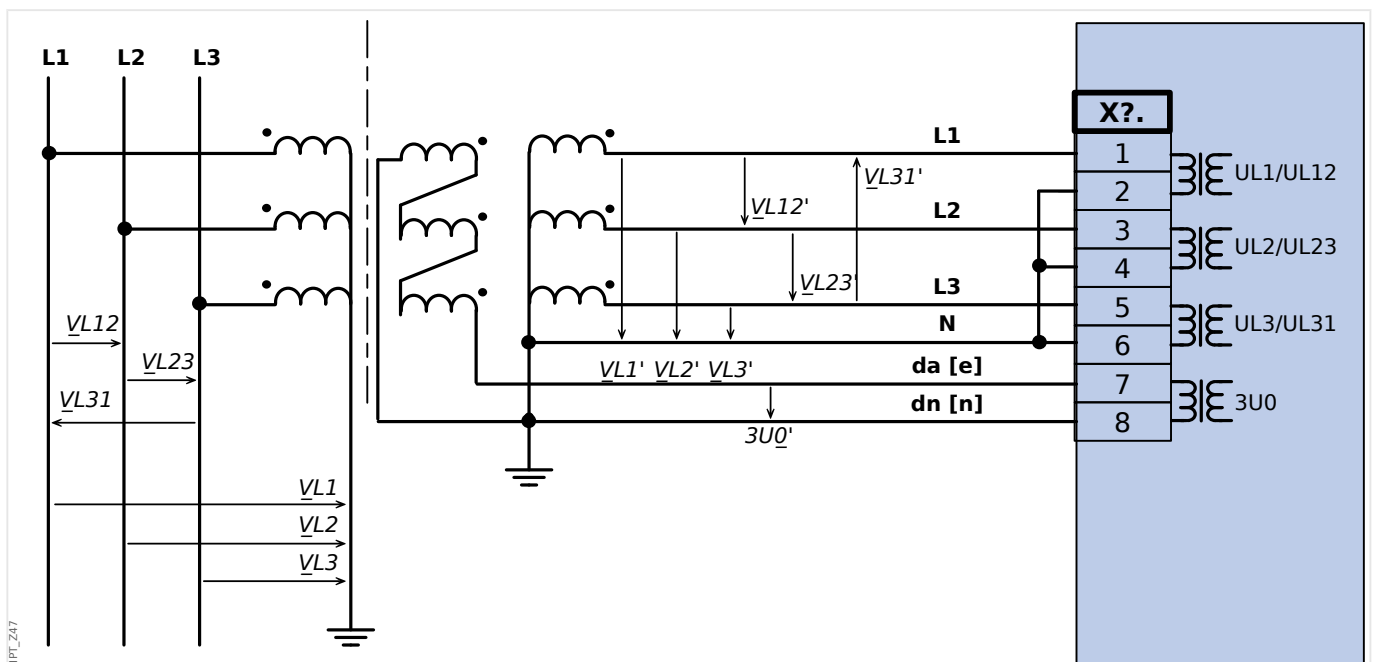 L1 L2 L3
X?.
L1
1
VL31'
UL1/UL12
2
VL12'
L2
3
UL2/UL23
4
VL23'
L3
5
N
UL3/UL31
VL12
6
VL23
VL1' VL2' VL3'
da [e]
7
VL31
dn [n]
3U0
8
3U0'
VL1
VL2
VL3
IPT_Z47